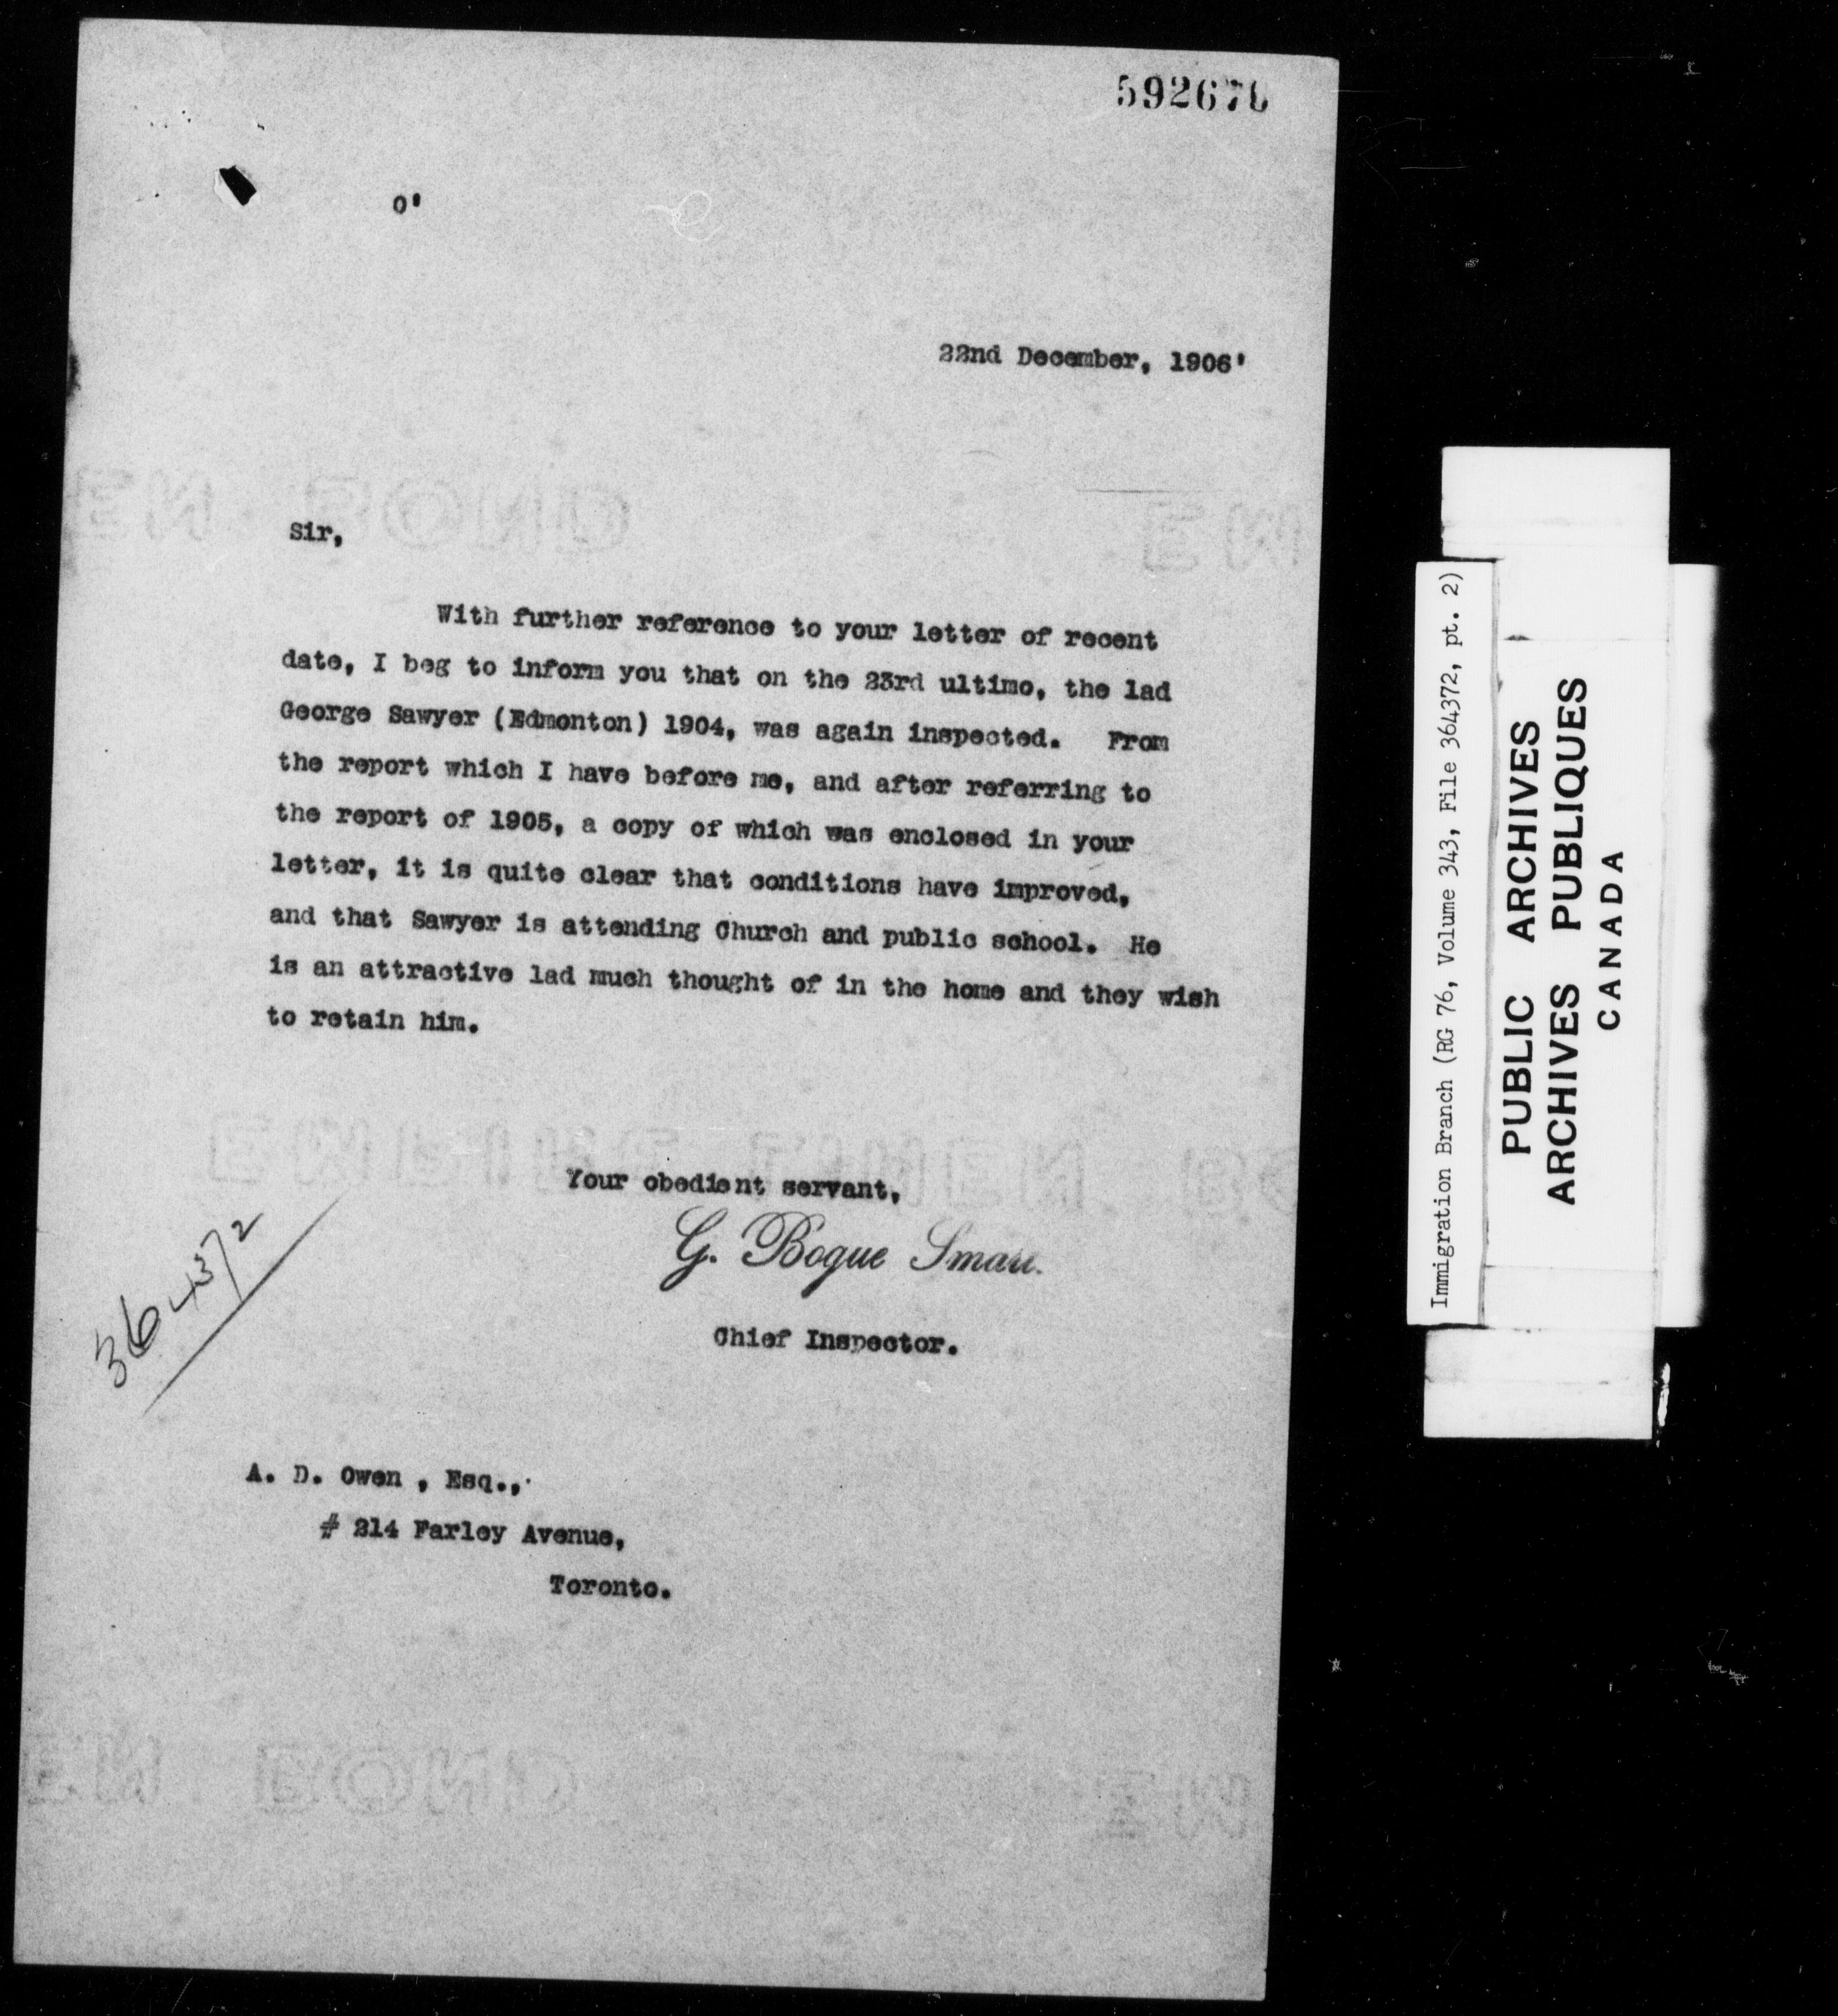 592670
O'
22nd December, 1906'
Sir,
With further reference to your letter of recent
date, I beg to inform you that on the 23rd ultimo, the lad
George Sawyer (Edmonton) 1904, was again inspected. From
the report which I have before me, and after referring to
the report of 1905, a copy of which was enclosed in your
letter, it is quite clear that conditions have improved,
and that Sawyer is attending Church and public school. He
is an attractive lad much thought of in the home and they wish
to retain him.
Your obedient servant,
G. Bogue Smart.
Chief Inspector.
364372
A. D. Owen , Esq.,
# 214 Farley Avenue,
Toronto.
Immigration Branch (RG 76, Volume 343, File 364372, pt. 2)
PUBLIC ARCHIVES
ARCHIVES PUBLIQUES
CANADA